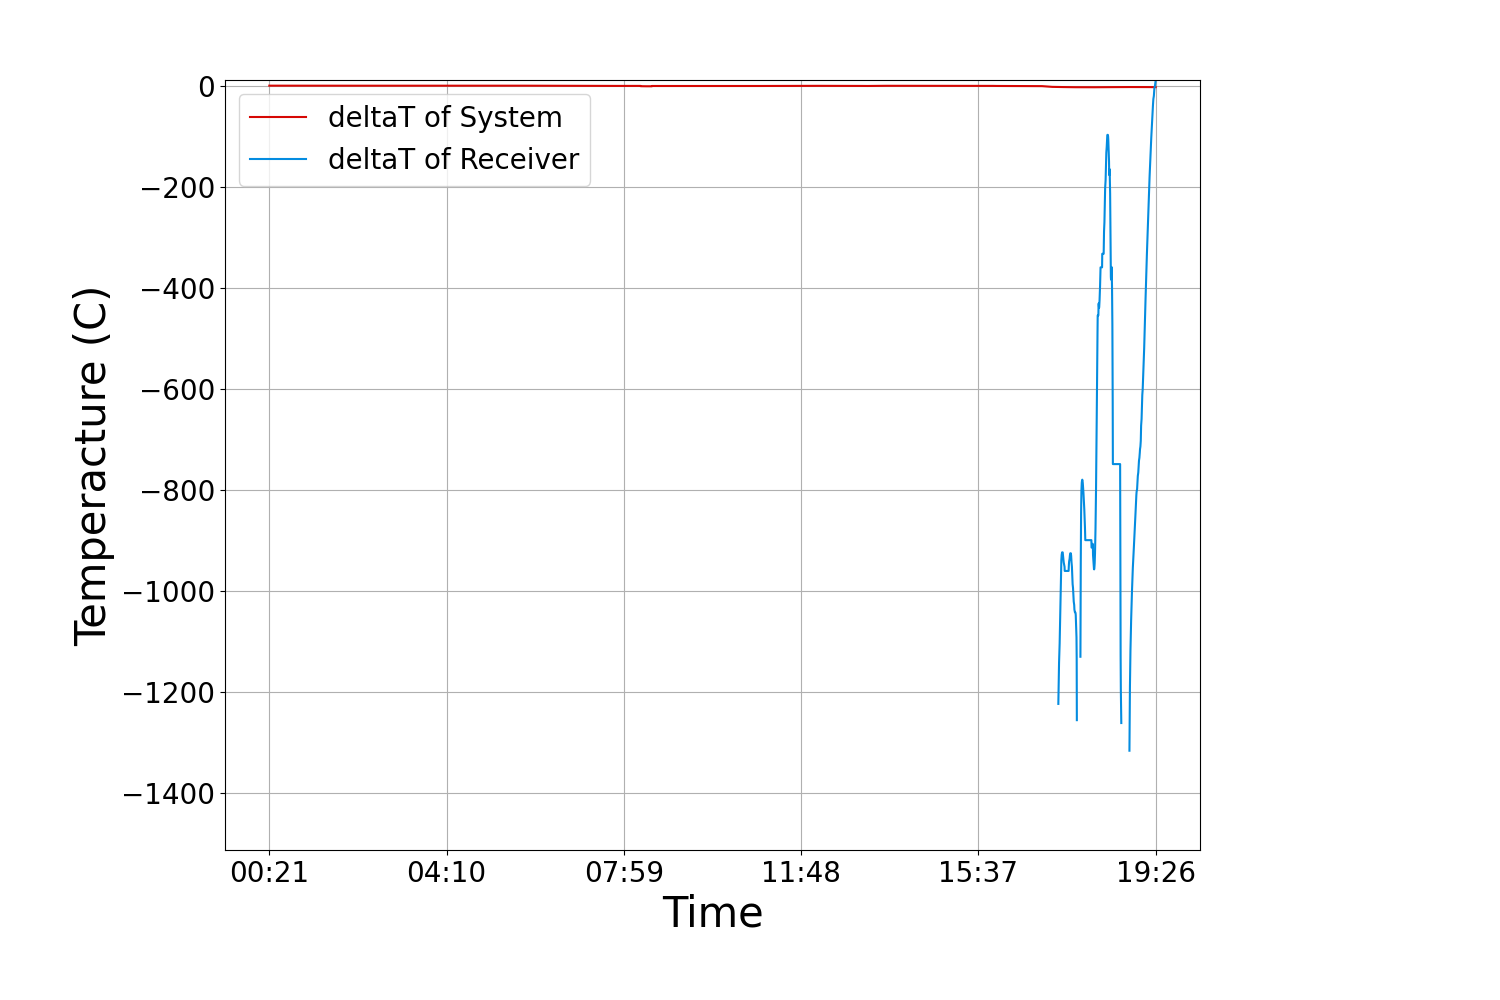 0
−200
−400
−600
−800
−1000
−1200
−1400
Temperacture (C)
deltaT of System
deltaT of Receiver
00:21 04:10 07:59 11:48 15:37 19:26
Time